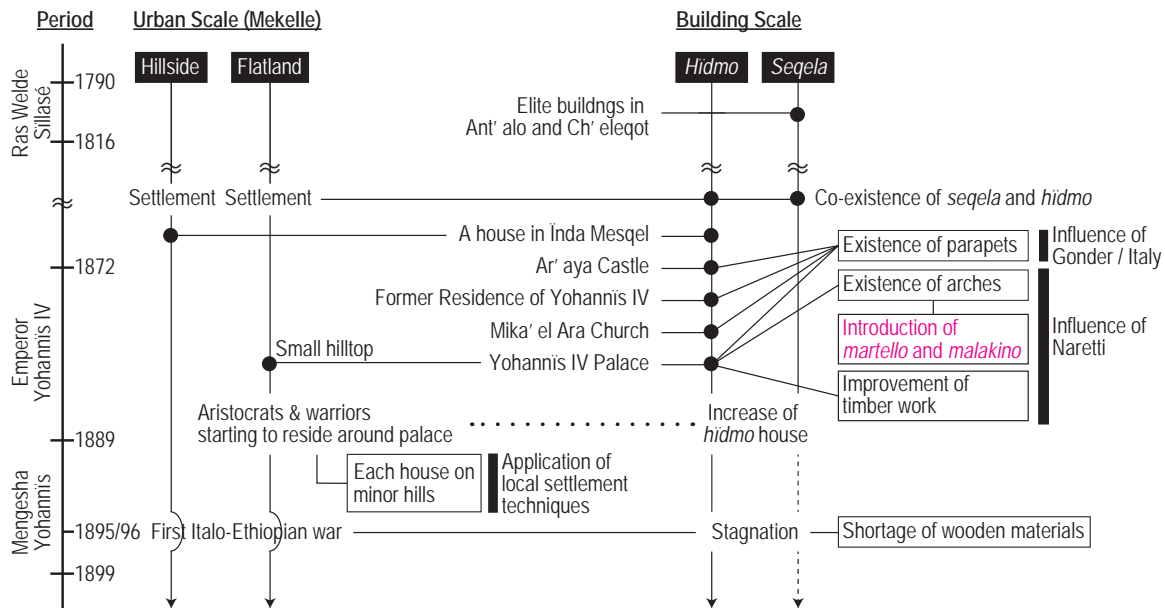 Period
Urban Scale (Mekelle)
Building Scale
Hillside
Flatland
Hïdmo
Seqela
Ras Welde
Sïllasé
1790
Elite buildngs in
Ant' alo and Ch' eleqot
1816
Settlement
Settlement
Co-existence of seqela and hïdmo
A house in Ïnda Mesqel
Existence of parapets
Influence of
Gonder / Italy
1872
Ar' aya Castle
Existence of arches
Former Residence of Yohannïs IV
Emperor
Yohannïs IV
Mika' el Ara Church
Introduction of
martello and malakino
Influence of
Naretti
Small hilltop
Yohannïs IV Palace
Improvement of
timber work
Aristocrats & warriors
starting to reside around palace
Increase of
hïdmo house
1889
Each house on
minor hills
Application of
local settlement
techniques
Mengesha
Yohannïs
1895/96
First Italo-Ethiopian war
Stagnation
Shortage of wooden materials
1899